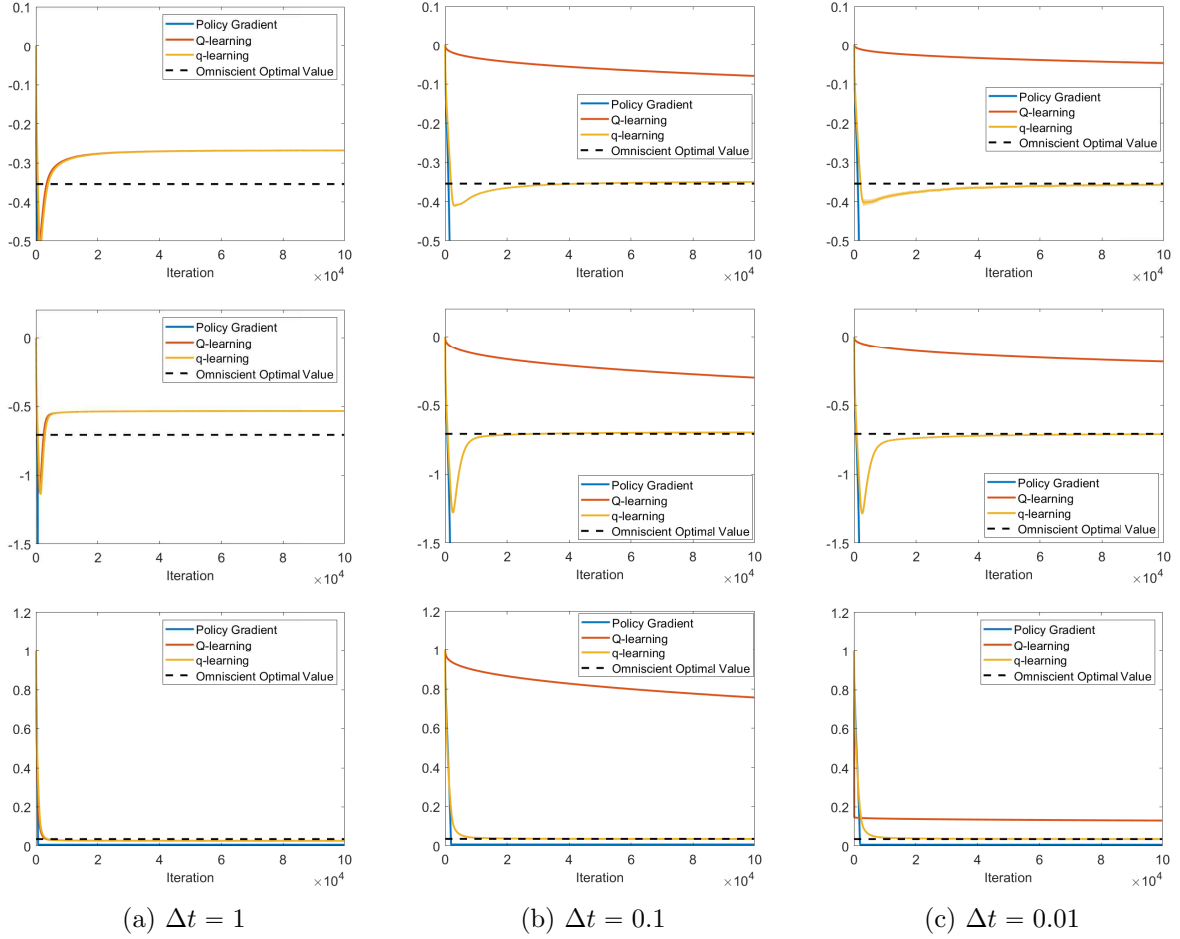 0
-0.1
-0.2
-0.3
-0.4
-0.5
0 2 4 6 8 10
Iteration ×10^4
Policy Gradient
Q-learning
q-learning
Omniscient Optimal Value
0
-0.1
-0.2
-0.3
-0.4
-0.5
0 2 4 6 8 10
Iteration ×10^4
Policy Gradient
Q-learning
q-learning
Omniscient Optimal Value
0
-0.1
-0.2
-0.3
-0.4
-0.5
0 2 4 6 8 10
Iteration ×10^4
Policy Gradient
Q-learning
q-learning
Omniscient Optimal Value
0
-0.5
-1
-1.5
0 2 4 6 8 10
Iteration ×10^4
Policy Gradient
Q-learning
q-learning
Omniscient Optimal Value
0
-0.5
-1
-1.5
0 2 4 6 8 10
Iteration ×10^4
Policy Gradient
Q-learning
q-learning
Omniscient Optimal Value
0
-0.5
-1
-1.5
0 2 4 6 8 10
Iteration ×10^4
Policy Gradient
Q-learning
q-learning
Omniscient Optimal Value
1.2
1
0.8
0.6
0.4
0.2
0
0 2 4 6 8 10
Iteration ×10^4
Policy Gradient
Q-learning
q-learning
Omniscient Optimal Value
1.2
1
0.8
0.6
0.4
0.2
0
0 2 4 6 8 10
Iteration ×10^4
Policy Gradient
Q-learning
q-learning
Omniscient Optimal Value
1.2
1
0.8
0.6
0.4
0.2
0
0 2 4 6 8 10
Iteration ×10^4
Policy Gradient
Q-learning
q-learning
Omniscient Optimal Value
(a) Δt = 1
(b) Δt = 0.1
(c) Δt = 0.01